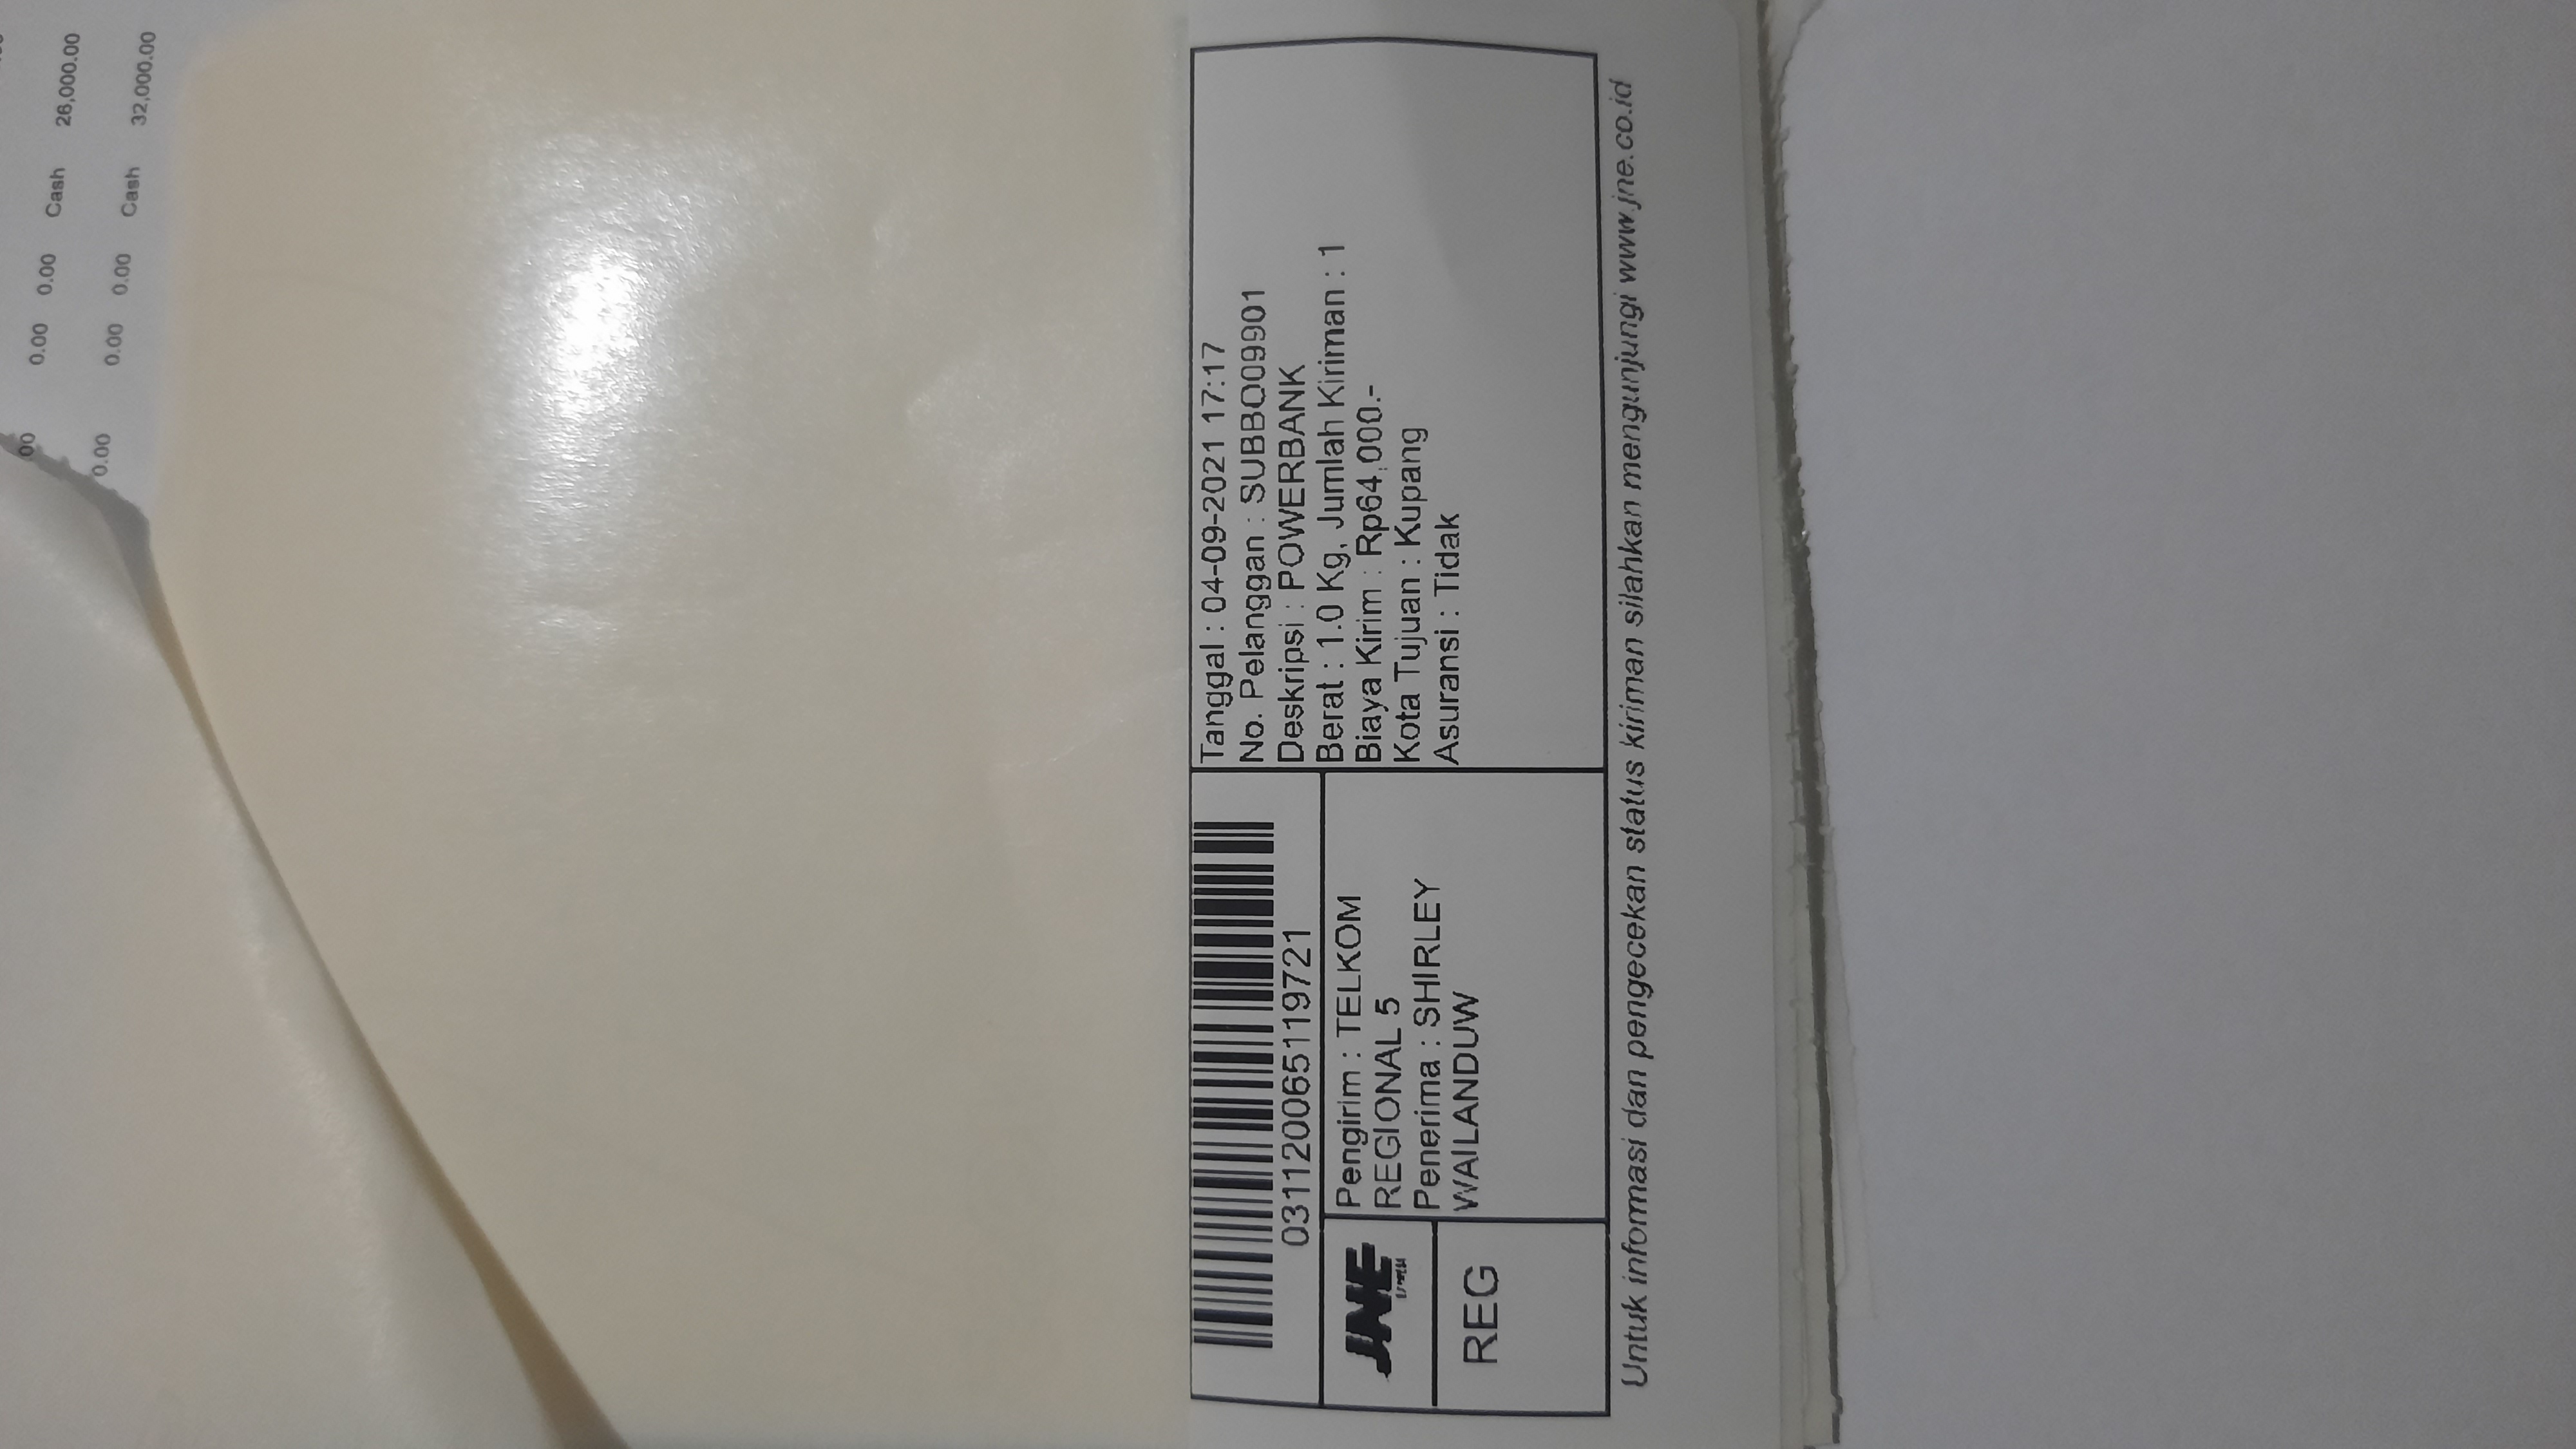 00 0.00 0.00 Cash 26,000.00
0.00 0.00 0.00 Cash 32,000.00
031120065119721
JNE
REG
Pengirim : TELKOM
REGIONAL 5
Penerima : SHIRLEY
WAILANDUW
Tanggal : 04-09-2021 17:17
No. Pelanggan : SUBBO09901
Deskripsi : POWERBANK
Berat : 1.0 Kg, Jumlah Kiriman : 1
Biaya Kirim : Rp64,000.-
Kota Tujuan : Kupang
Asuransi : Tidak
Untuk informasi dan pengecekan status kiriman silahkan mengunjungi www.jne.co.id